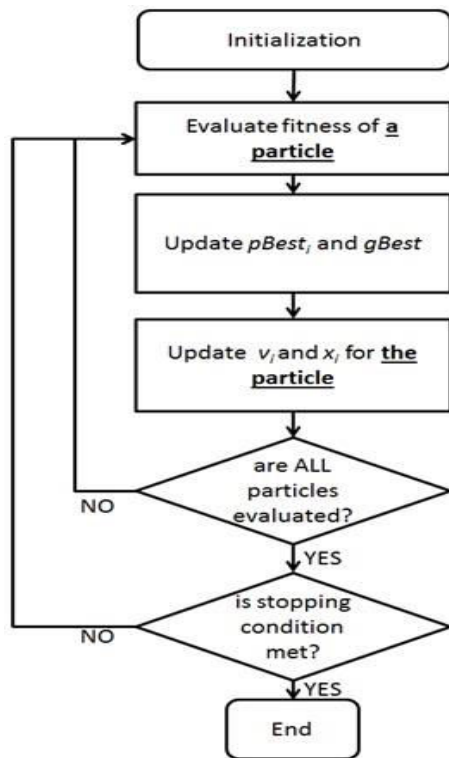 Initialization
Evaluate fitness of a
particle
Update pBesti and gBest
Update vi and xi for the
particle
are ALL
particles
evaluated?
NO
YES
is stopping
condition
met?
NO
YES
End